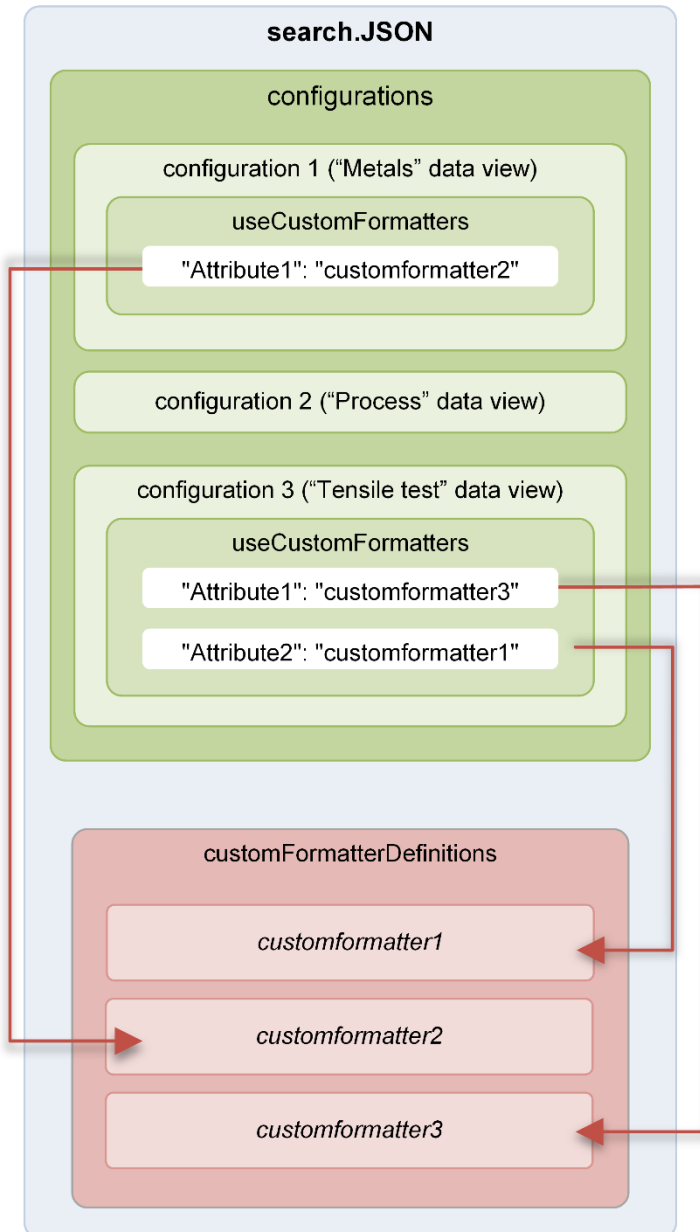 search.JSON
configurations
configuration 1 (“Metals” data view)
useCustomFormatters
"Attribute1": "customformatter2"
configuration 2 (“Process” data view)
configuration 3 (“Tensile test” data view)
useCustomFormatters
"Attribute1": "customformatter3"
"Attribute2": "customformatter1"
customFormatterDefinitions
customformatter1
customformatter2
customformatter3